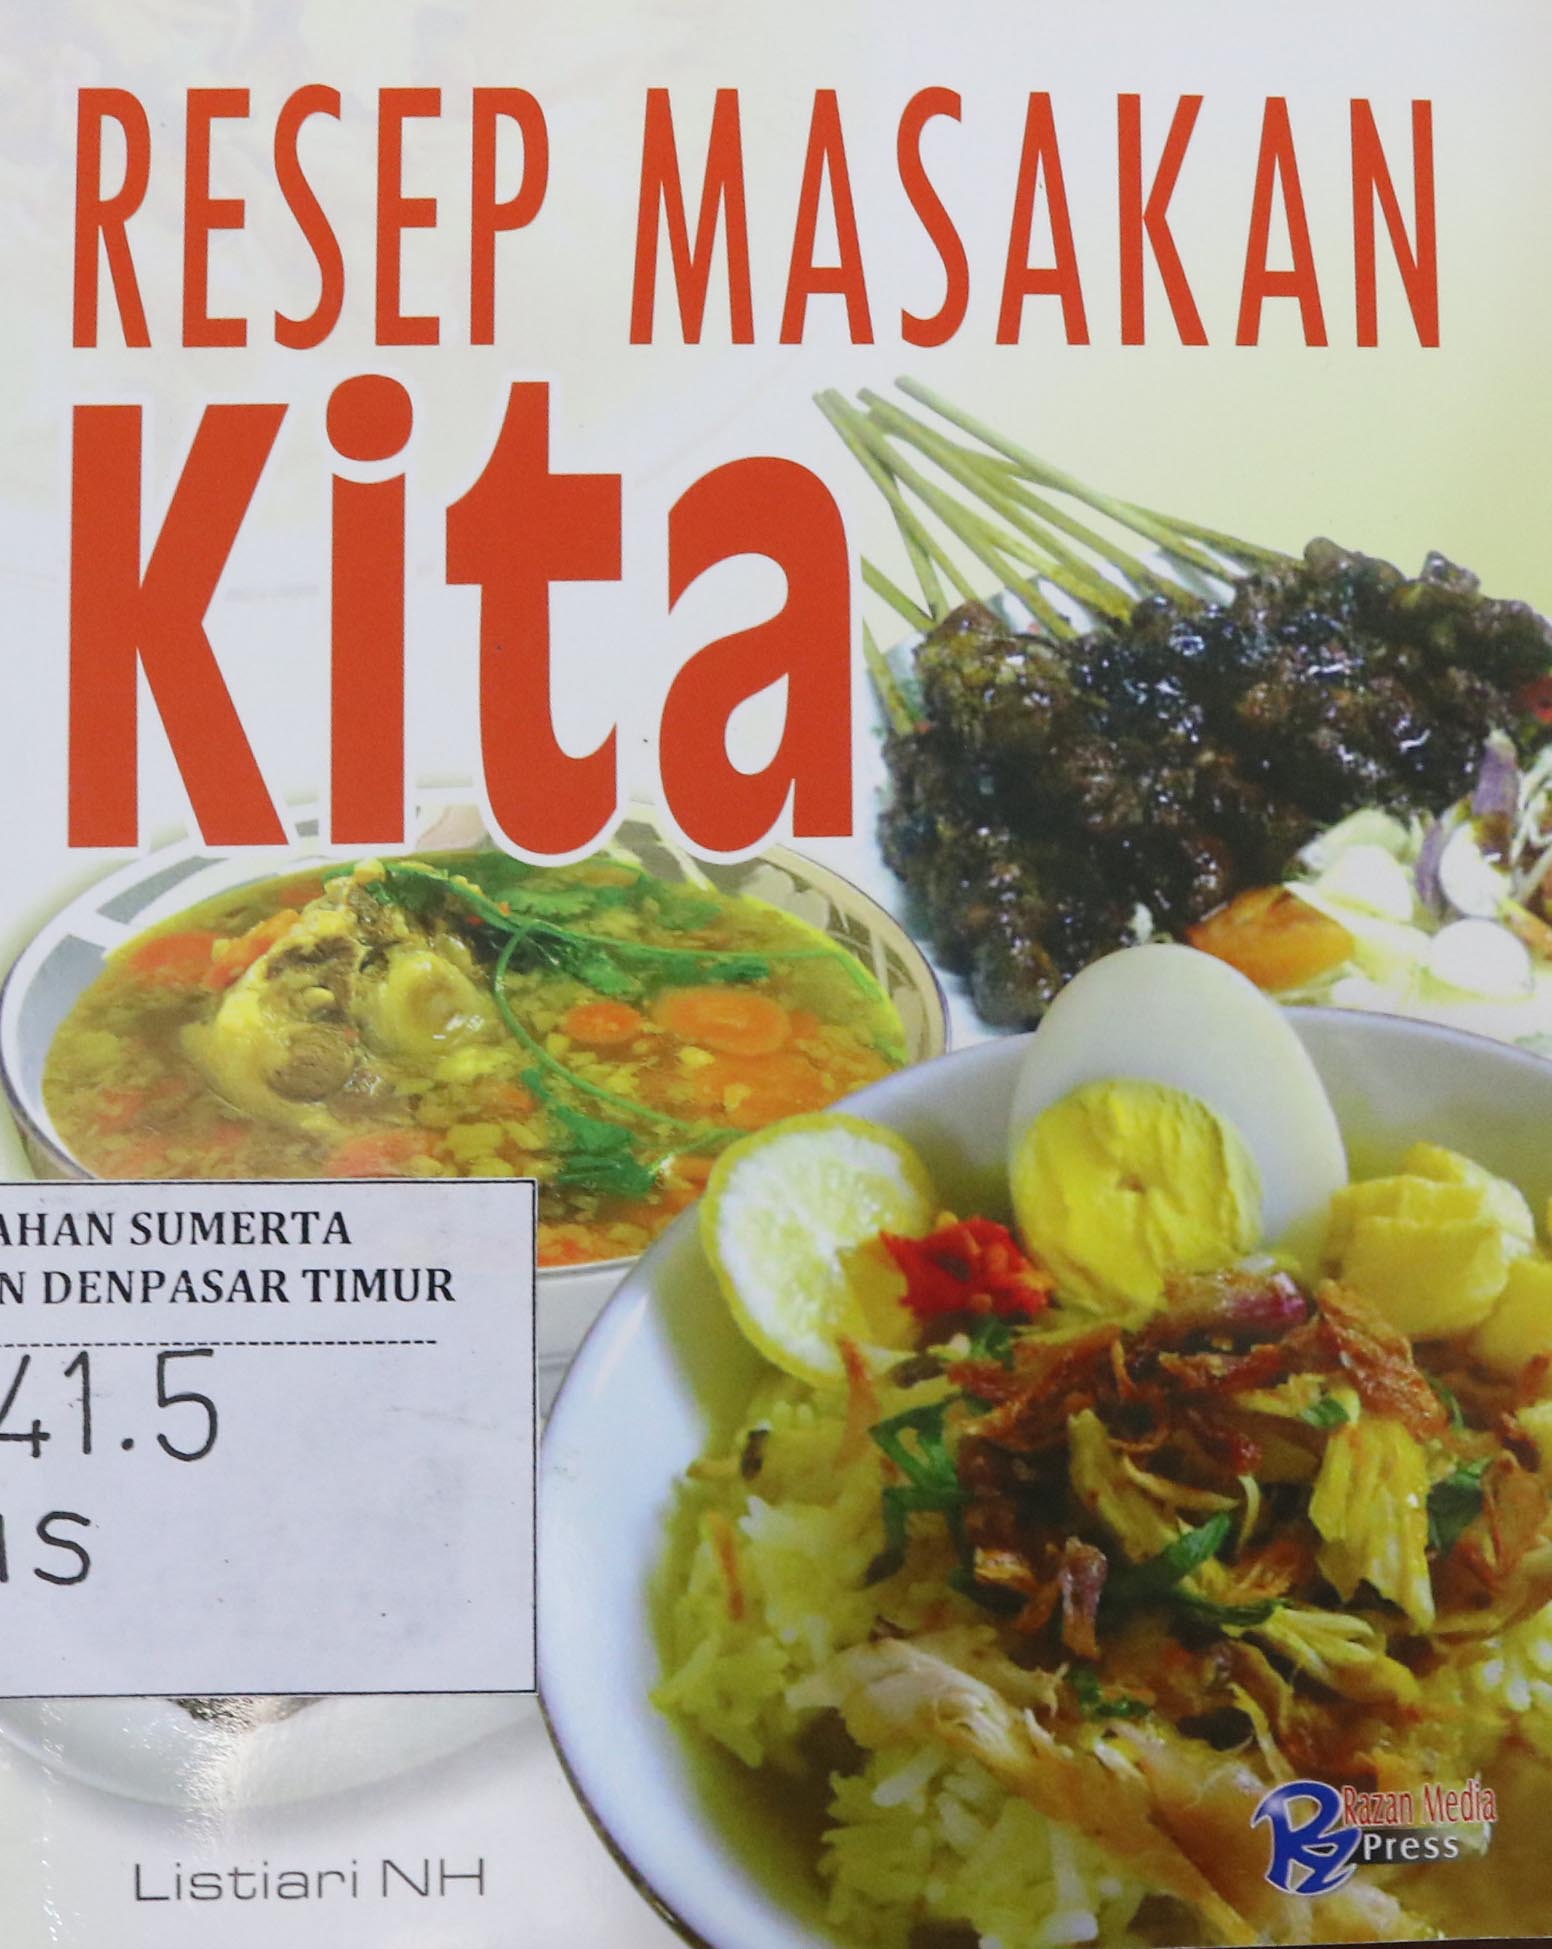 RESEP MASAKAN
Kita
AHAN SUMERTA
N DENPASAR TIMUR
41.5
IS
Listiari NH
Razan Media
Press